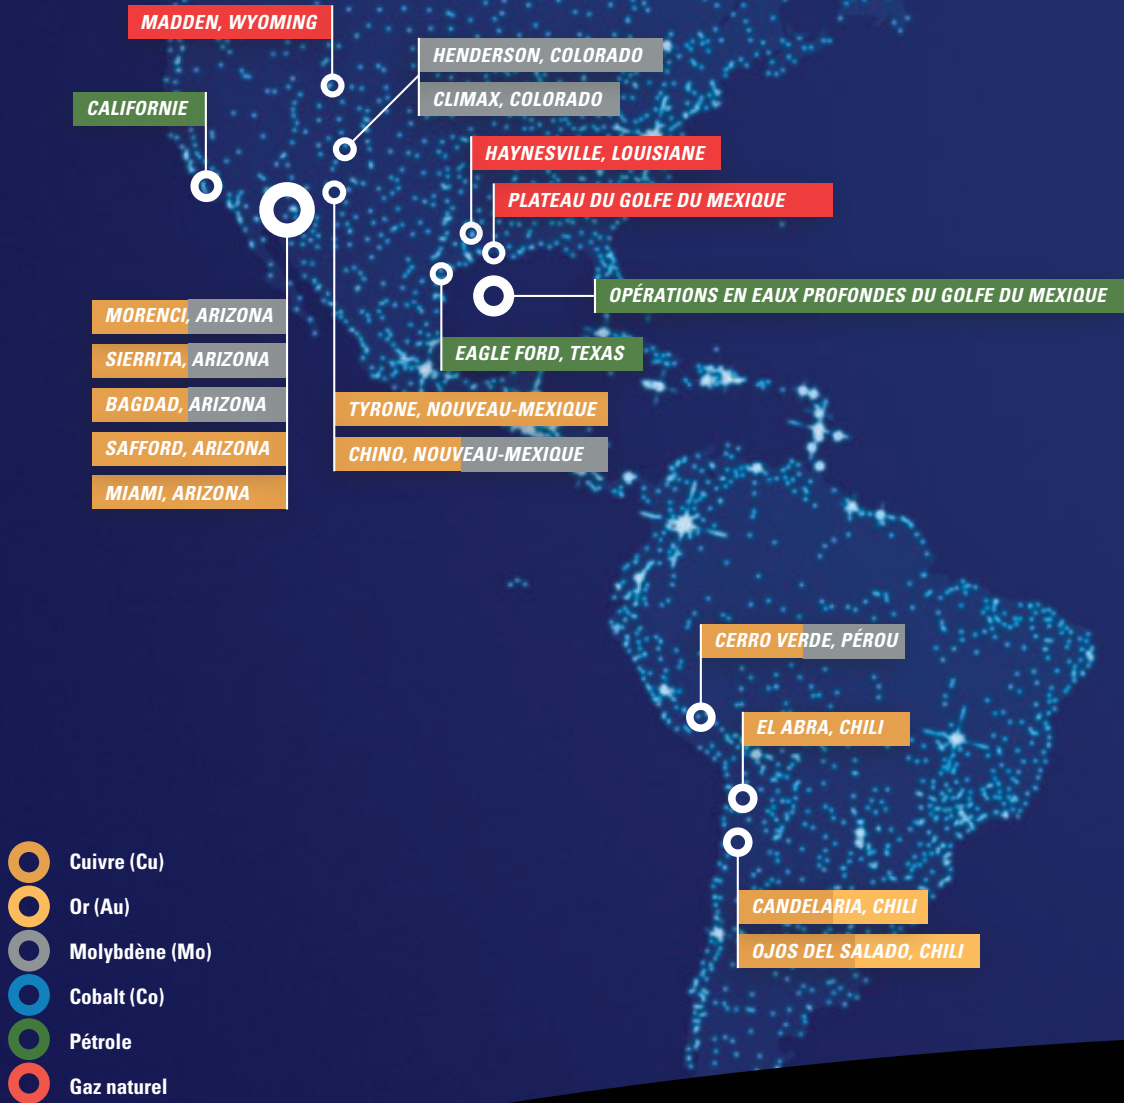 MADDEN, WYOMING
HENDERSON, COLORADO
CLIMAX, COLORADO
CALIFORNIE
HAYNESVILLE, LOUISIANE
PLATEAU DU GOLFE DU MEXIQUE
OPÉRATIONS EN EAUX PROFONDES DU GOLFE DU MEXIQUE
EAGLE FORD, TEXAS
MORENCI, ARIZONA
SIERRITA, ARIZONA
BAGDAD, ARIZONA
SAFFORD, ARIZONA
MIAMI, ARIZONA
TYRONE, NOUVEAU-MEXIQUE
CHINO, NOUVEAU-MEXIQUE
CERRO VERDE, PÉROU
EL ABRA, CHILI
CANDELARIA, CHILI
OJOS DEL SALADO, CHILI
Cuivre (Cu)
Or (Au)
Molybdène (Mo)
Cobalt (Co)
Pétrole
Gaz naturel